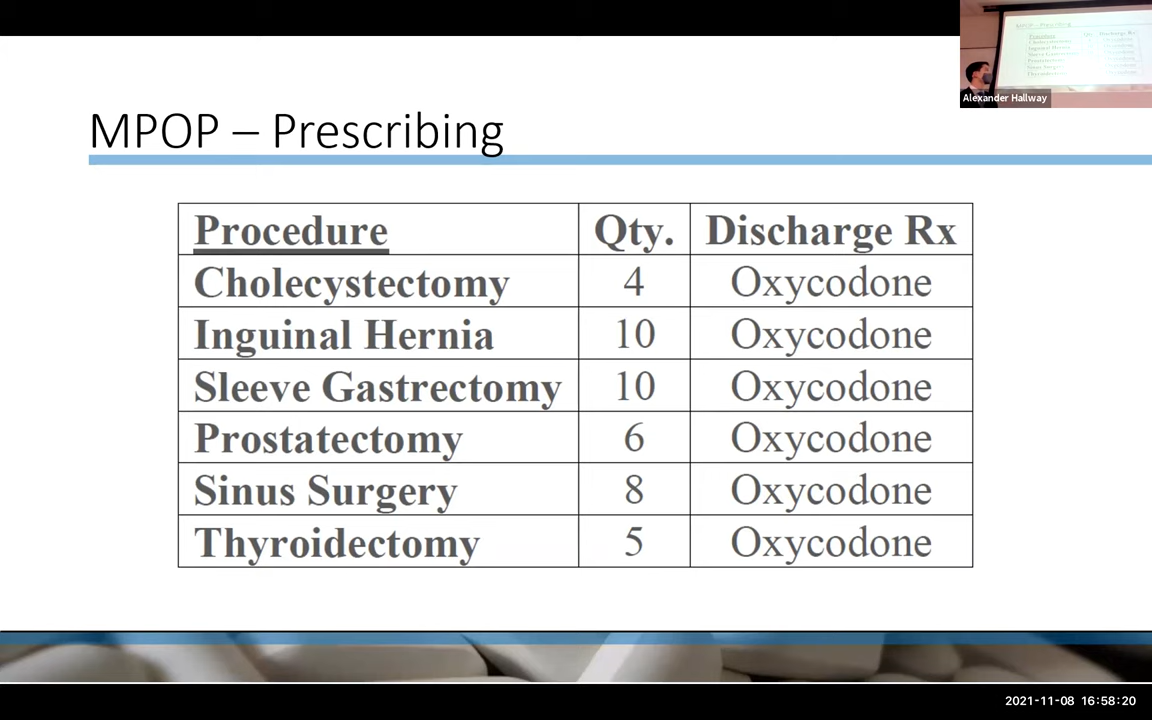 MPOP – Prescribing
Procedure Qty. Discharge Rx
Cholecystectomy 4 Oxycodone
Inguinal Hernia 10 Oxycodone
Sleeve Gastrectomy 10 Oxycodone
Prostatectomy 6 Oxycodone
Sinus Surgery 8 Oxycodone
Thyroidectomy 5 Oxycodone
Alexander Hallway
2021-11-08 16:58:20